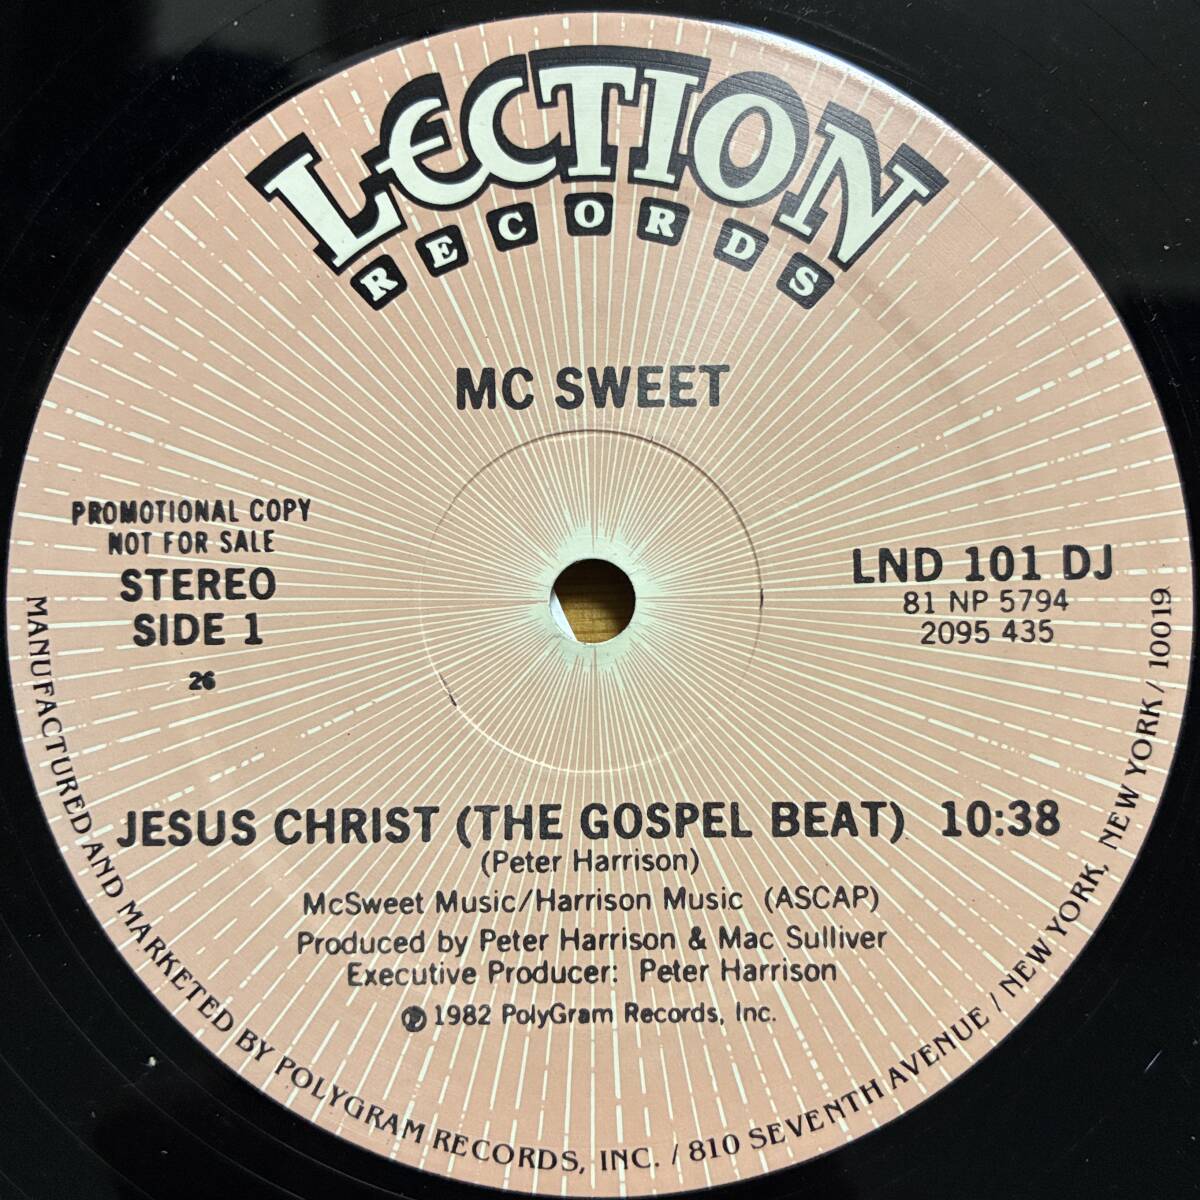 LECTION
RECORDS
MC SWEET
PROMOTIONAL COPY
NOT FOR SALE
STEREO
SIDE 1
26
LND 101 DJ
81 NP 5794
2095 435
JESUS CHRIST (THE GOSPEL BEAT) 10:38
(Peter Harrison)
McSweet Music/Harrison Music (ASCAP)
Produced by Peter Harrison & Mac Sulliver
Executive Producer: Peter Harrison
℗ 1982 PolyGram Records, Inc.
MANUFACTURED AND MARKETED BY POLYGRAM RECORDS, INC. / 810 SEVENTH AVENUE / NEW YORK, NEW YORK / 10019